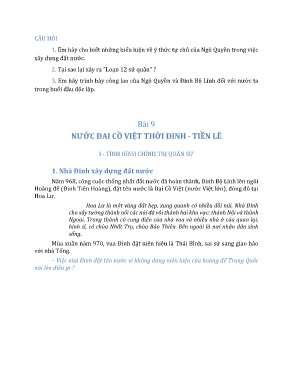 CÂU HỎI
1. Em hãy cho biết những biểu hiện về ý thức tự chủ của Ngô Quyền trong việc
xây dựng đất nước.
2. Tại sao lại xảy ra "Loạn 12 sứ quân" ?
3. Em hãy trình bày công lao của Ngô Quyền và Đinh Bộ Lĩnh đối với nước ta
trong buổi đầu độc lập.
Bài 9
NƯỚC ĐẠI CỒ VIỆT THỜI ĐINH - TIỀN LÊ
I - TÌNH HÌNH CHÍNH TRỊ QUÂN SỰ
1. Nhà Đinh xây dựng đất nước
Năm 968, công cuộc thống nhất đất nước đã hoàn thành, Đinh Bộ Lĩnh lên ngôi
Hoàng đế (Đinh Tiên Hoàng), đặt tên nước là Đại Cồ Việt (nước Việt lớn), đóng đô tại
Hoa Lư.
Hoa Lư là một vùng đất hẹp, xung quanh có nhiều đồi núi. Nhà Đinh
cho xây tường thành nối các núi đá với thành hai khu vực: thành Nội và thành
Ngoại. Trong thành có cung điện của nhà vua và nhiều nhà ở của quan lại,
binh sĩ, có chùa Nhất Trụ, chùa Bảo Thiên. Bên ngoài là nơi nhân dân sinh
sống.
Mùa xuân năm 970, vua Đinh đặt niên hiệu là Thái Bình, sai sứ sang giao hảo
với nhà Tống.
- Việc nhà Đinh đặt tên nước vì không dùng niên hiệu của hoàng đế Trung Quốc
nói lên điều gì ?